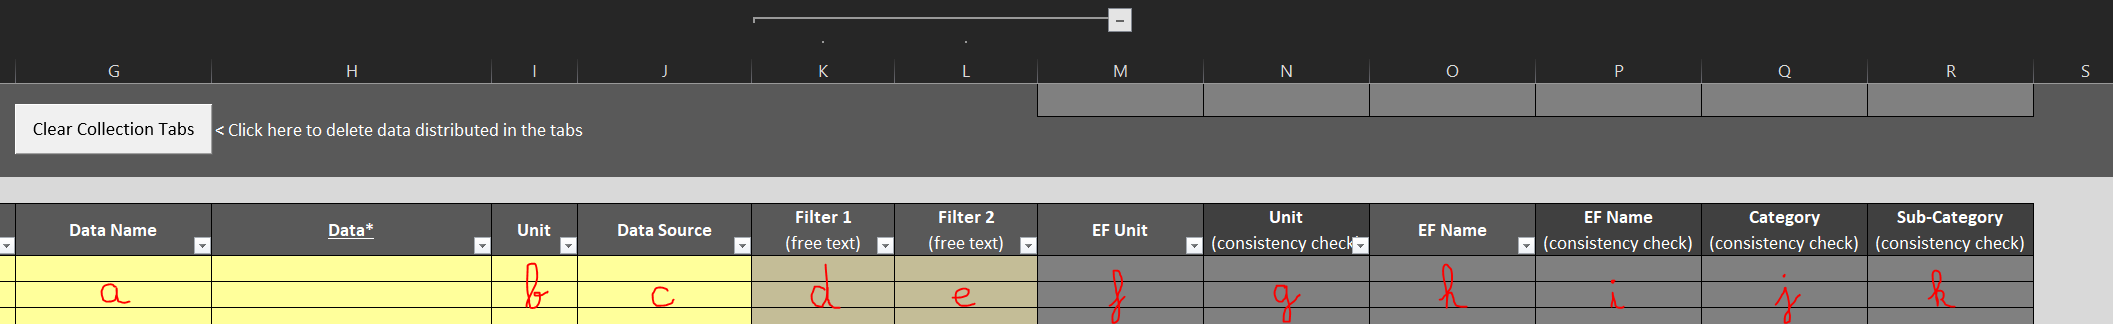 −
G H I J K L M N O P Q R S
Clear Collection Tabs < Click here to delete data distributed in the tabs
Data Name Data* Unit Data Source Filter 1 (free text) Filter 2 (free text) EF Unit Unit (consistency check EF Name EF Name (consistency check) Category (consistency check) Sub-Category (consistency check)
a b c d e f g h i j k